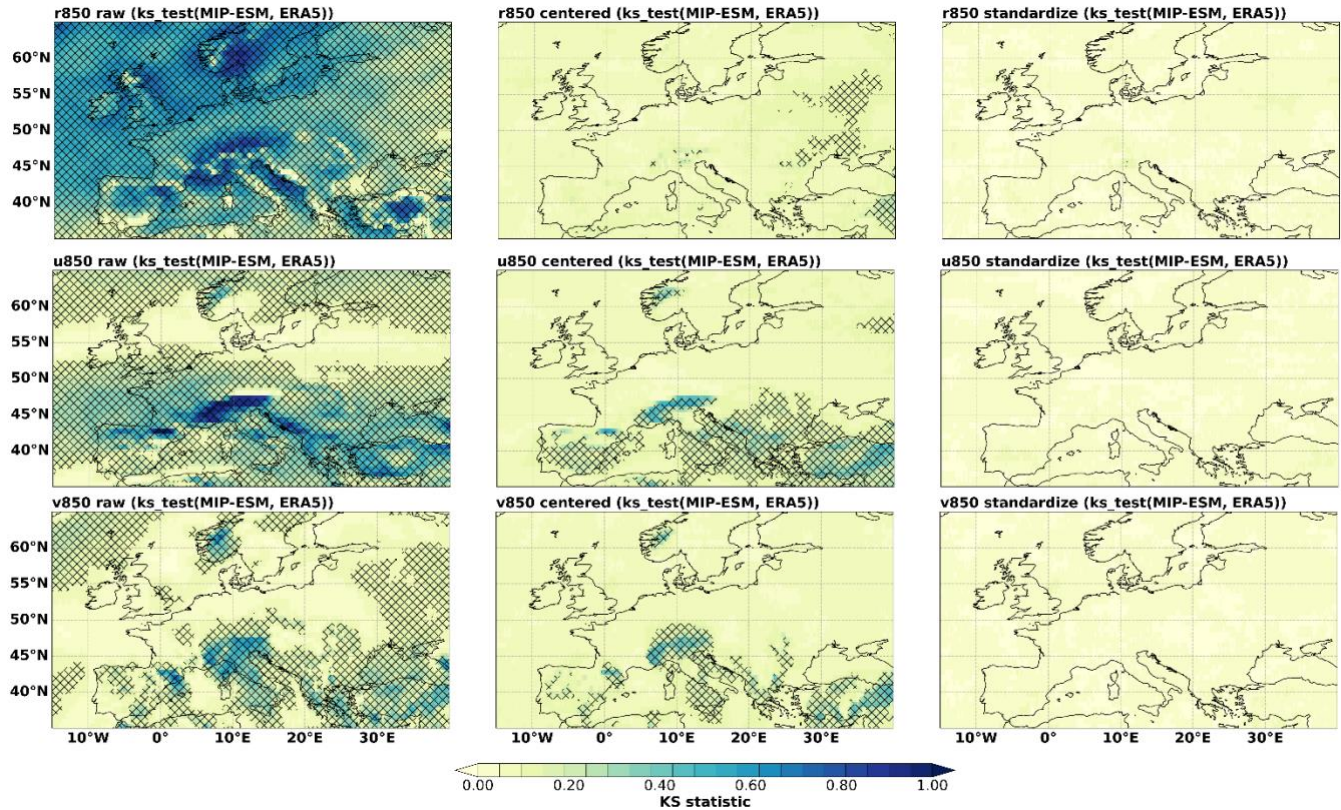 r850 raw (ks_test(MIP-ESM, ERA5)) r850 centered (ks_test(MIP-ESM, ERA5)) r850 standardize (ks_test(MIP-ESM, ERA5))
60°N
55°N
50°N
45°N
40°N
u850 raw (ks_test(MIP-ESM, ERA5)) u850 centered (ks_test(MIP-ESM, ERA5)) u850 standardize (ks_test(MIP-ESM, ERA5))
60°N
55°N
50°N
45°N
40°N
v850 raw (ks_test(MIP-ESM, ERA5)) v850 centered (ks_test(MIP-ESM, ERA5)) v850 standardize (ks_test(MIP-ESM, ERA5))
60°N
55°N
50°N
45°N
40°N
10°W 0° 10°E 20°E 30°E 10°W 0° 10°E 20°E 30°E 10°W 0° 10°E 20°E 30°E
0.00 0.20 0.40 0.60 0.80 1.00
KS statistic